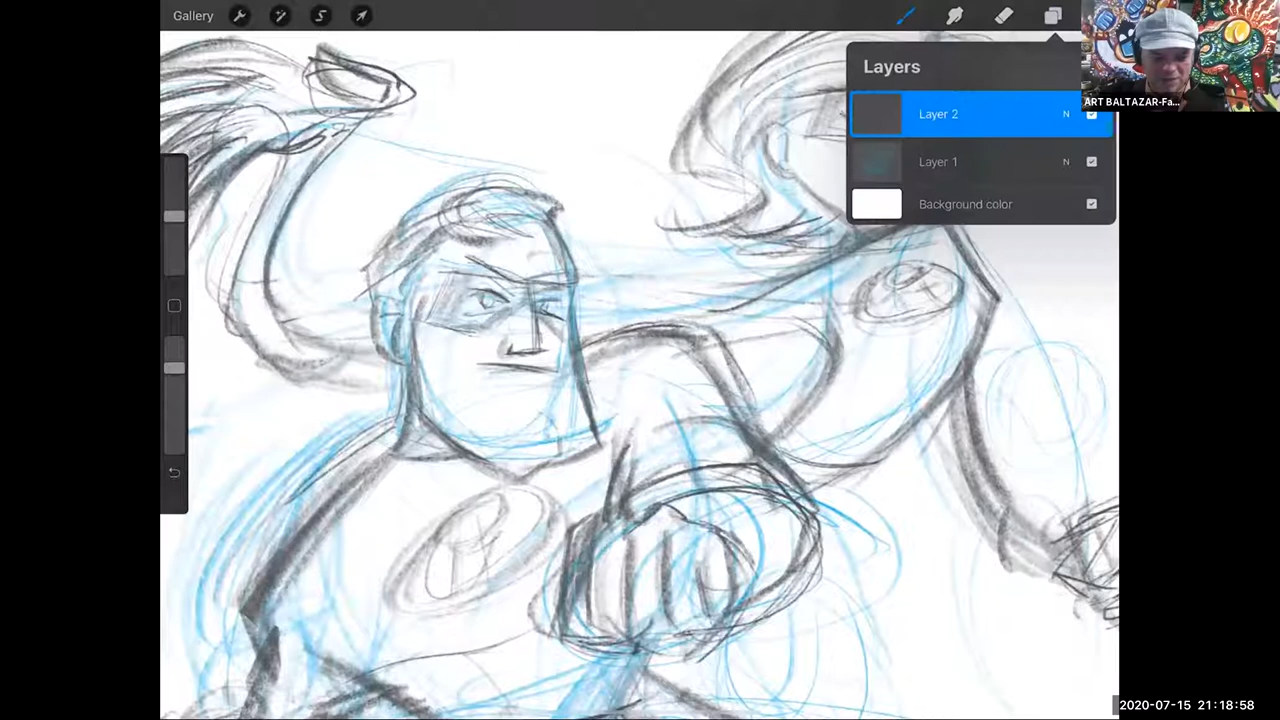 Gallery
Layers
Layer 2 N
Layer 1 N
Background color
ART BALTAZAR-Fa...
2020-07-15 21:18:58